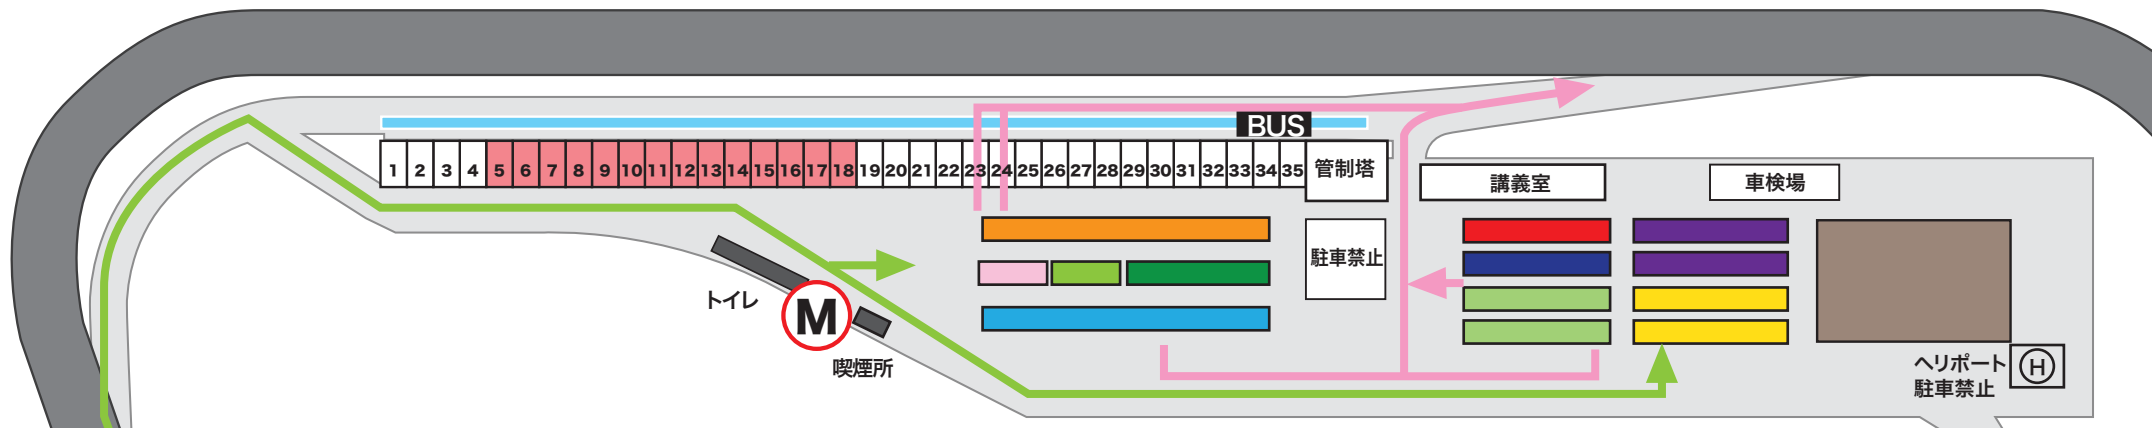 BUS
1 2 3 4 5 6 7 8 9 10 11 12 13 14 15 16 17 18 19 20 21 22 23 24 25 26 27 28 29 30 31 32 33 34 35 管制塔
講義室
車検場
駐車禁止
トイレ
M
喫煙所
ヘリポート
駐車禁止
H